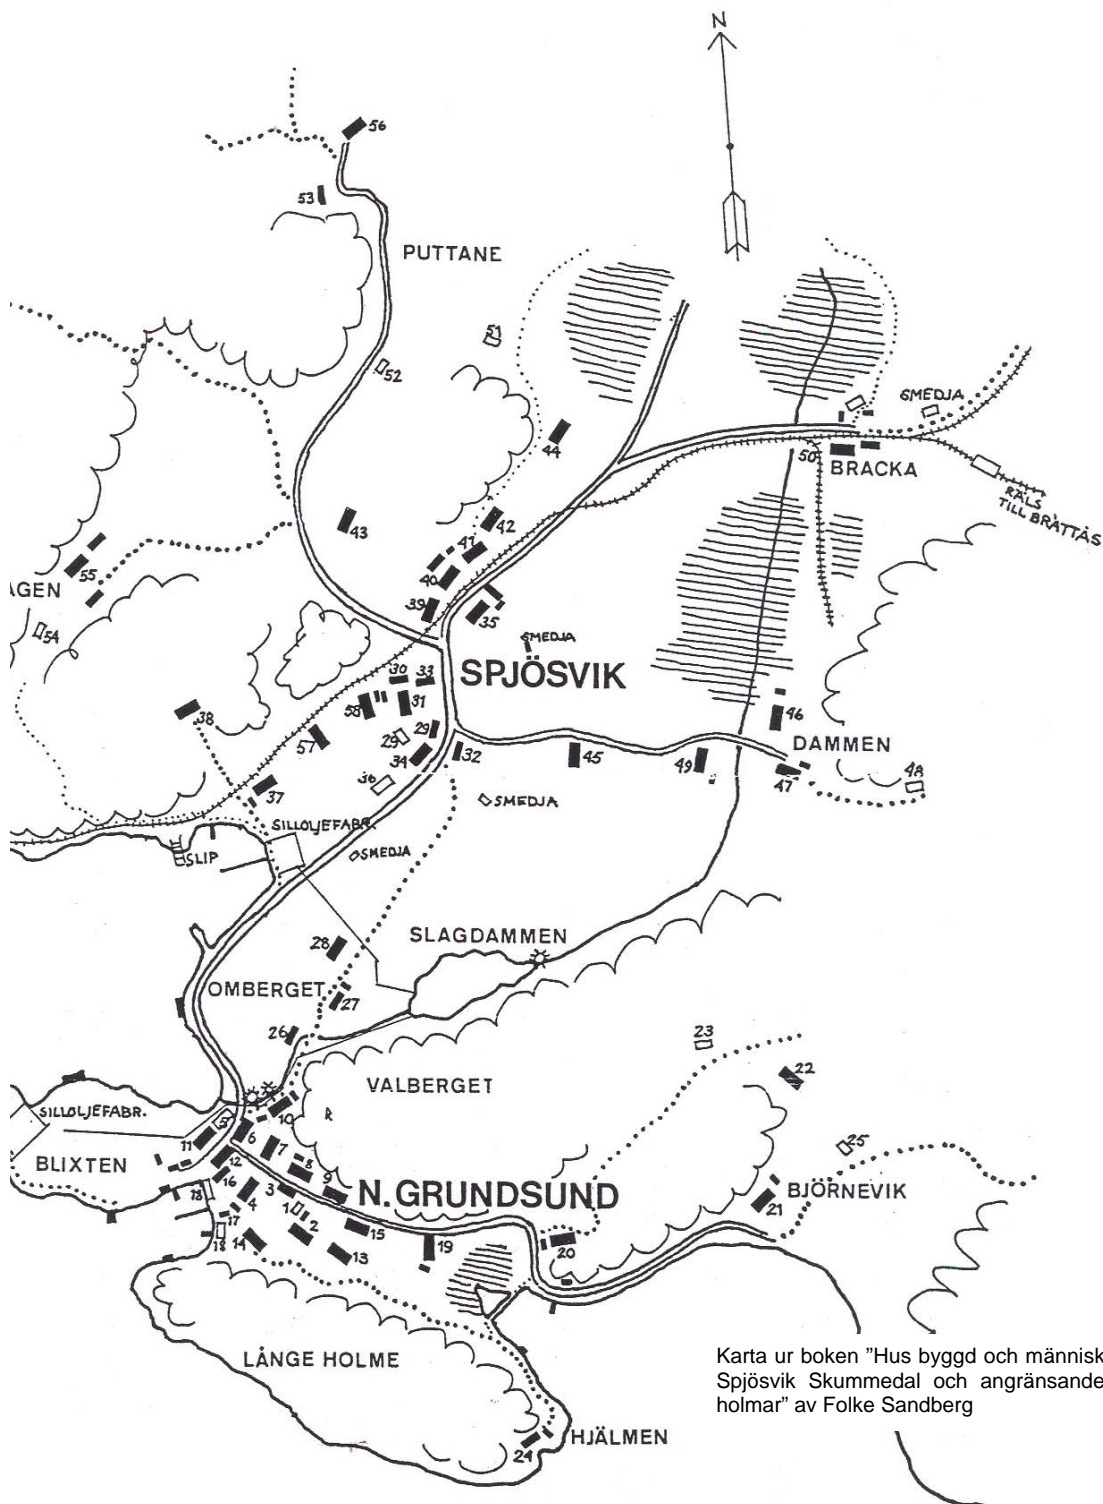 N
56
53
PUTTANE
51
52
SMEDJA
44
50
BRACKA
RÄLS
TILL BRÄTTÅS
42
43
41
55
40
AGEN
39
35
54
SMEDJA
30
33
SPJÖSVIK
58
31
38
46
29
57
29
DAMMEN
34
32
45
49
36
47
48
37
SMEDJA
SILLOLJEFABR.
SMEDJA
SLIP
28
SLAGDAMMEN
OMBERGET
27
26
23
22
VALBERGET
SILLOLJEFABR.
5
10
R
11
6
7
25
BLIXTEN
12
8
16
9
18
3
N. GRUNDSUND
BJÖRNEVIK
4
1
21
17
2
15
18
14
13
19
20
LÅNGE HOLME
Karta ur boken "Hus byggd och människ
Spjösvik Skummedal och angränsande
holmar" av Folke Sandberg
HJÄLMEN
24